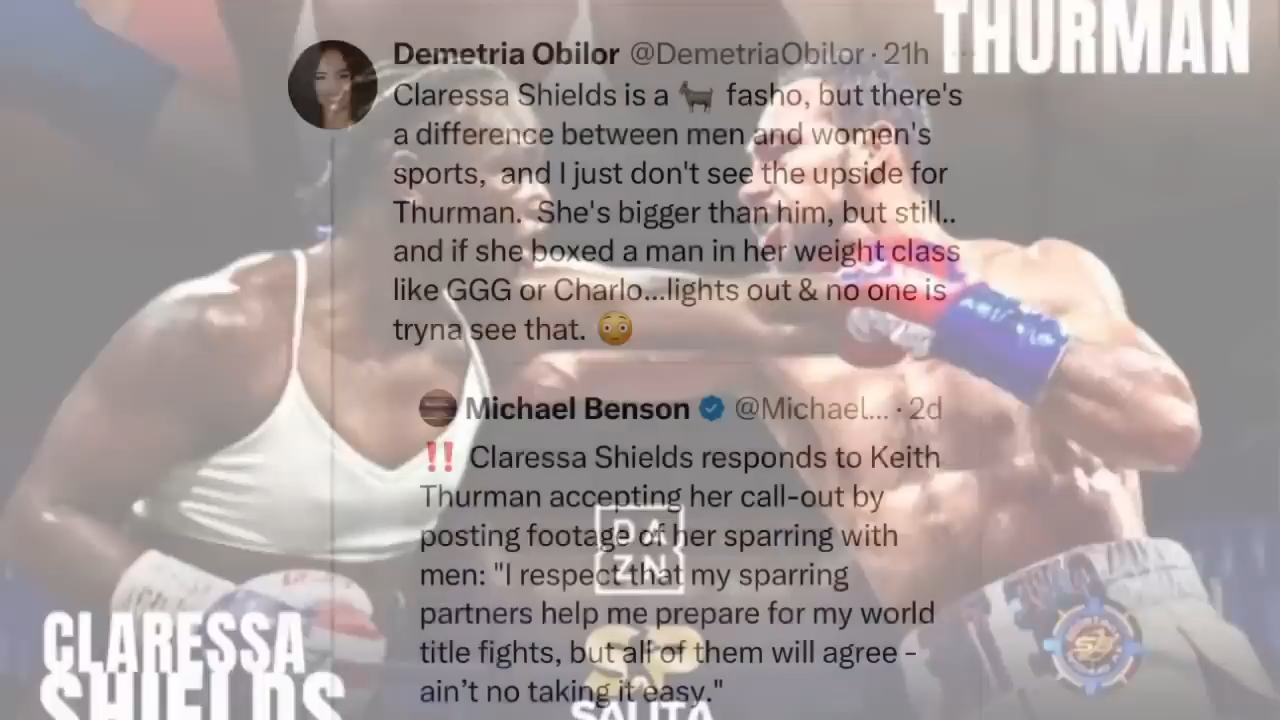 THURMAN
Demetria Obilor @DemetriaObilor · 21h
Claressa Shields is a 🐐 fasho, but there's
a difference between men and women's
sports,  and I just don't see the upside for
Thurman.  She's bigger than him, but still..
and if she boxed a man in her weight class
like GGG or Charlo...lights out & no one is
tryna see that. 😳
Michael Benson @Michael... · 2d
‼️ Claressa Shields responds to Keith
Thurman accepting her call-out by
posting footage of her sparring with
men: "I respect that my sparring
partners help me prepare for my world
title fights, but all of them will agree -
ain’t no taking it easy."
DA
ZN
SP
SALITA
CLARESSA
SHIELDS